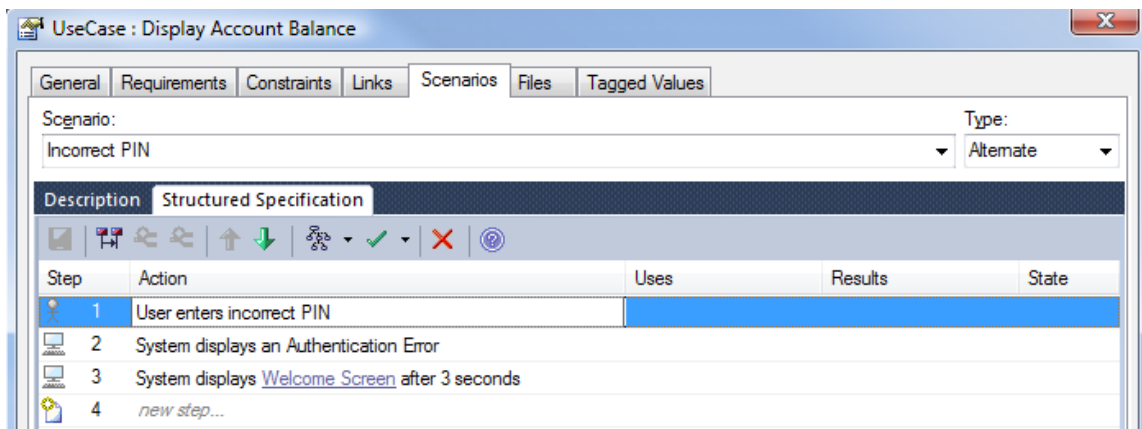 UseCase : Display Account Balance
General Requirements Constraints Links Scenarios Files Tagged Values
Scenario: Type:
Incorrect PIN Alternate
Description Structured Specification
Step Action Uses Results State
1 User enters incorrect PIN
2 System displays an Authentication Error
3 System displays Welcome Screen after 3 seconds
4 new step...